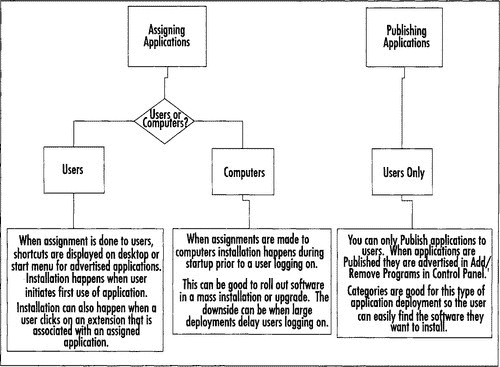 Assigning
Applications
Publishing
Applications
Users or
Computers?
Users
Computers
Users Only
When assignment is done to users,
shortcuts are displayed on desktop or
start menu for advertised applications.
Installation happens when user
initiates first use of application.
Installation can also happen when a
user clicks on an extension that is
associated with an assigned
application.
When assignments are made to
computers installation happens during
startup prior to a user logging on.
This can be good to roll out software
in a mass installation or upgrade. The
downside can be when large
deployments delay users logging on.
You can only Publish applications to
users. When applications are
Published they are advertised in Add/
Remove Programs in Control Panel.
Categories are good for this type of
application deployment so the user
can easily find the software they
want to install.